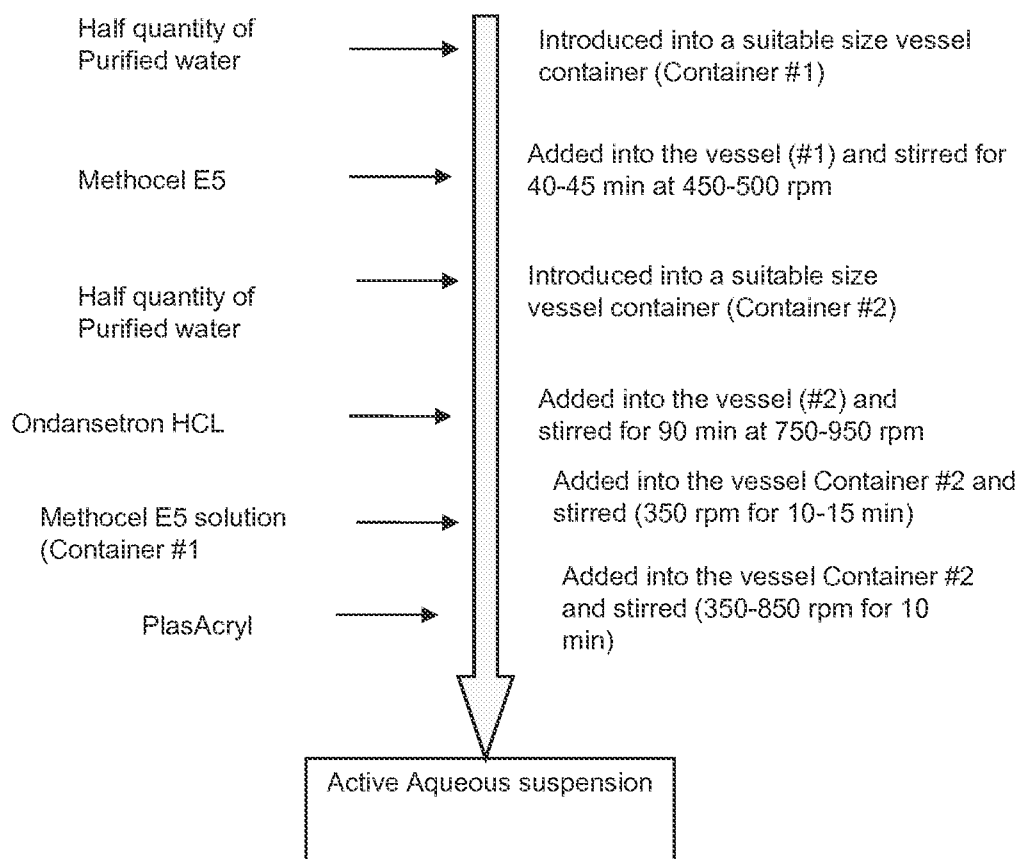 Half quantity of
Purified water
Introduced into a suitable size vessel
container (Container #1)
Methocel E5
Added into the vessel (#1) and stirred for
40-45 min at 450-500 rpm
Half quantity of
Purified water
Introduced into a suitable size
vessel container (Container #2)
Ondansetron HCL
Added into the vessel (#2) and
stirred for 90 min at 750-950 rpm
Methocel E5 solution
(Container #1
Added into the vessel Container #2 and
stirred (350 rpm for 10-15 min)
PlasAcryl
Added into the vessel Container #2
and stirred (350-850 rpm for 10
min)
Active Aqueous suspension